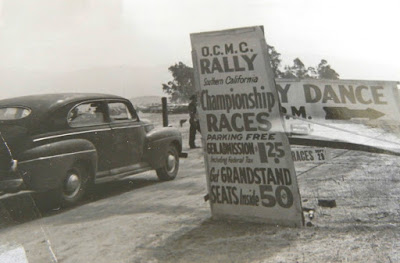 O.C.M.C.
RALLY
Southern California
Championship
RACES
PARKING FREE
GEN. ADMISSION 1.25
Including Federal Tax
Get GRANDSTAND
SEATS Inside 50
Y DANCE
P.M.
RACES